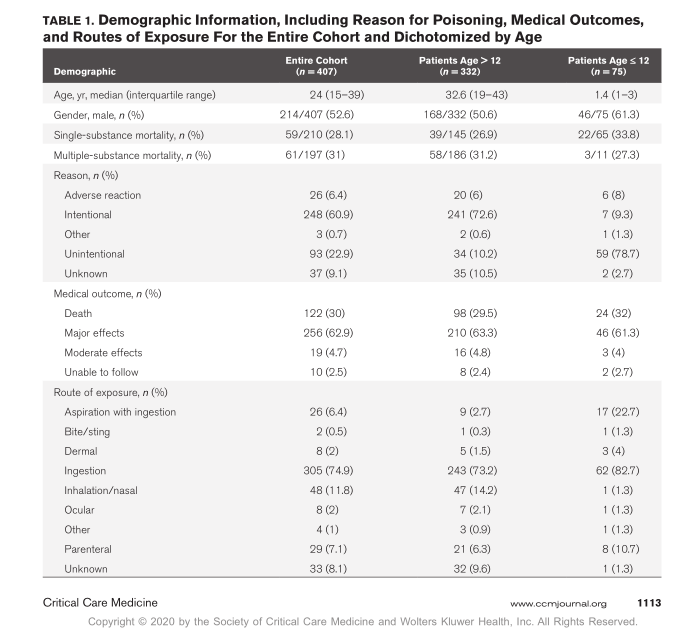 TABLE 1. Demographic Information, Including Reason for Poisoning, Medical Outcomes,
and Routes of Exposure For the Entire Cohort and Dichotomized by Age
Demographic Entire Cohort (n = 407) Patients Age > 12 (n = 332) Patients Age ≤ 12 (n = 75)
Age, yr, median (interquartile range) 24 (15–39) 32.6 (19–43) 1.4 (1–3)
Gender, male, n (%) 214/407 (52.6) 168/332 (50.6) 46/75 (61.3)
Single-substance mortality, n (%) 59/210 (28.1) 39/145 (26.9) 22/65 (33.8)
Multiple-substance mortality, n (%) 61/197 (31) 58/186 (31.2) 3/11 (27.3)
Reason, n (%)
Adverse reaction 26 (6.4) 20 (6) 6 (8)
Intentional 248 (60.9) 241 (72.6) 7 (9.3)
Other 3 (0.7) 2 (0.6) 1 (1.3)
Unintentional 93 (22.9) 34 (10.2) 59 (78.7)
Unknown 37 (9.1) 35 (10.5) 2 (2.7)
Medical outcome, n (%)
Death 122 (30) 98 (29.5) 24 (32)
Major effects 256 (62.9) 210 (63.3) 46 (61.3)
Moderate effects 19 (4.7) 16 (4.8) 3 (4)
Unable to follow 10 (2.5) 8 (2.4) 2 (2.7)
Route of exposure, n (%)
Aspiration with ingestion 26 (6.4) 9 (2.7) 17 (22.7)
Bite/sting 2 (0.5) 1 (0.3) 1 (1.3)
Dermal 8 (2) 5 (1.5) 3 (4)
Ingestion 305 (74.9) 243 (73.2) 62 (82.7)
Inhalation/nasal 48 (11.8) 47 (14.2) 1 (1.3)
Ocular 8 (2) 7 (2.1) 1 (1.3)
Other 4 (1) 3 (0.9) 1 (1.3)
Parenteral 29 (7.1) 21 (6.3) 8 (10.7)
Unknown 33 (8.1) 32 (9.6) 1 (1.3)
Critical Care Medicine www.ccmjournal.org 1113
Copyright © 2020 by the Society of Critical Care Medicine and Wolters Kluwer Health, Inc. All Rights Reserved.